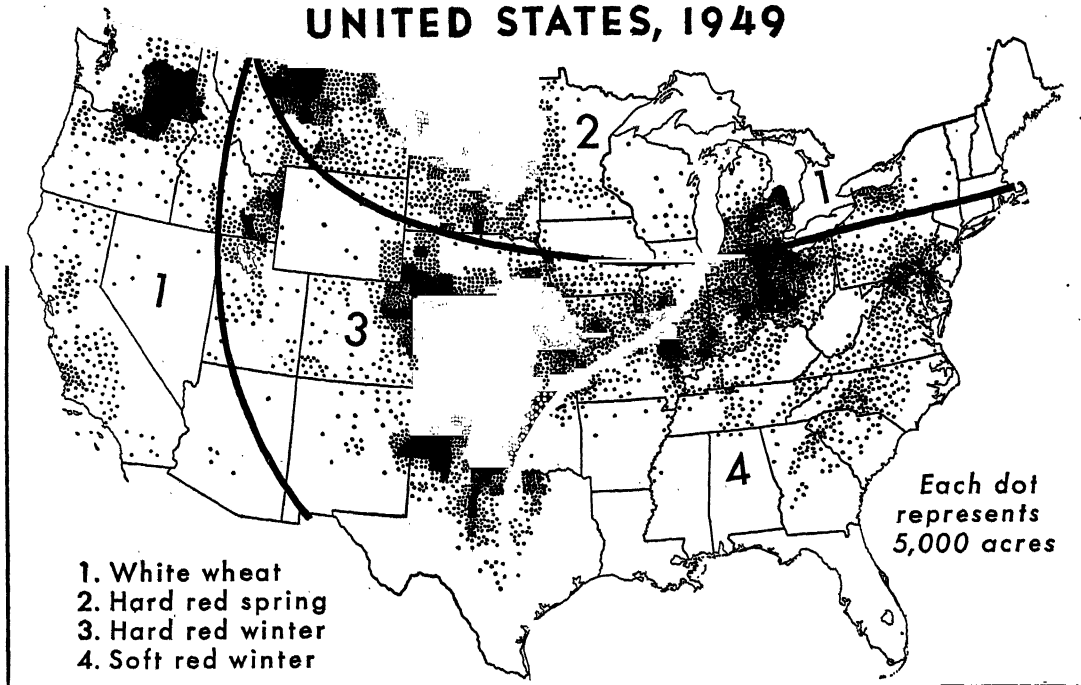 UNITED STATES, 1949
2
1
1
3
4
Each dot
represents
5,000 acres
1. White wheat
2. Hard red spring
3. Hard red winter
4. Soft red winter